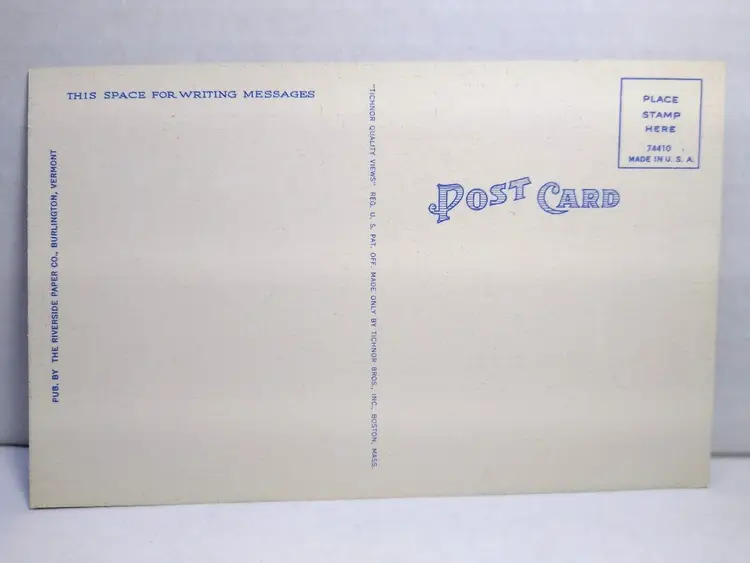 THIS SPACE FOR WRITING MESSAGES
PUB. BY THE RIVERSIDE PAPER CO., BURLINGTON, VERMONT
"TICHNOR QUALITY VIEWS" REG. U. S. PAT. OFF. MADE ONLY BY TICHNOR BROS., INC., BOSTON, MASS.
POST CARD
PLACE
STAMP
HERE
74410
MADE IN U. S. A.